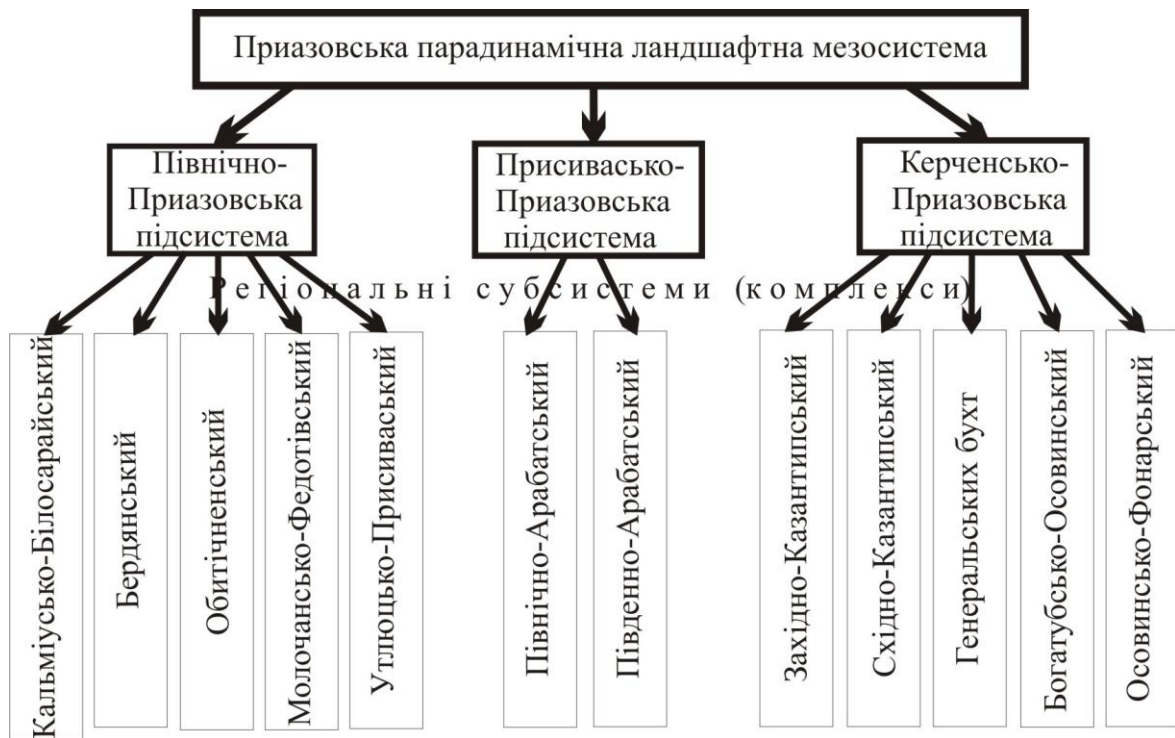 Приазовська парадинамічна ландшафтна мезосистема
Північно-
Приазовська
підсистема
Присивасько-
Приазовська
підсистема
Керченсько-
Приазовська
підсистема
Регіональні субсистеми (комплекси)
Кальміусько-Білосарайський
Бердянський
Обитічненський
Молочансько-Федотівський
Утлюцько-Присиваський
Північно-Арабатський
Південно-Арабатський
Західно-Казантипський
Східно-Казантипський
Генеральських бухт
Богатубсько-Осовинський
Осовинсько-Фонарський